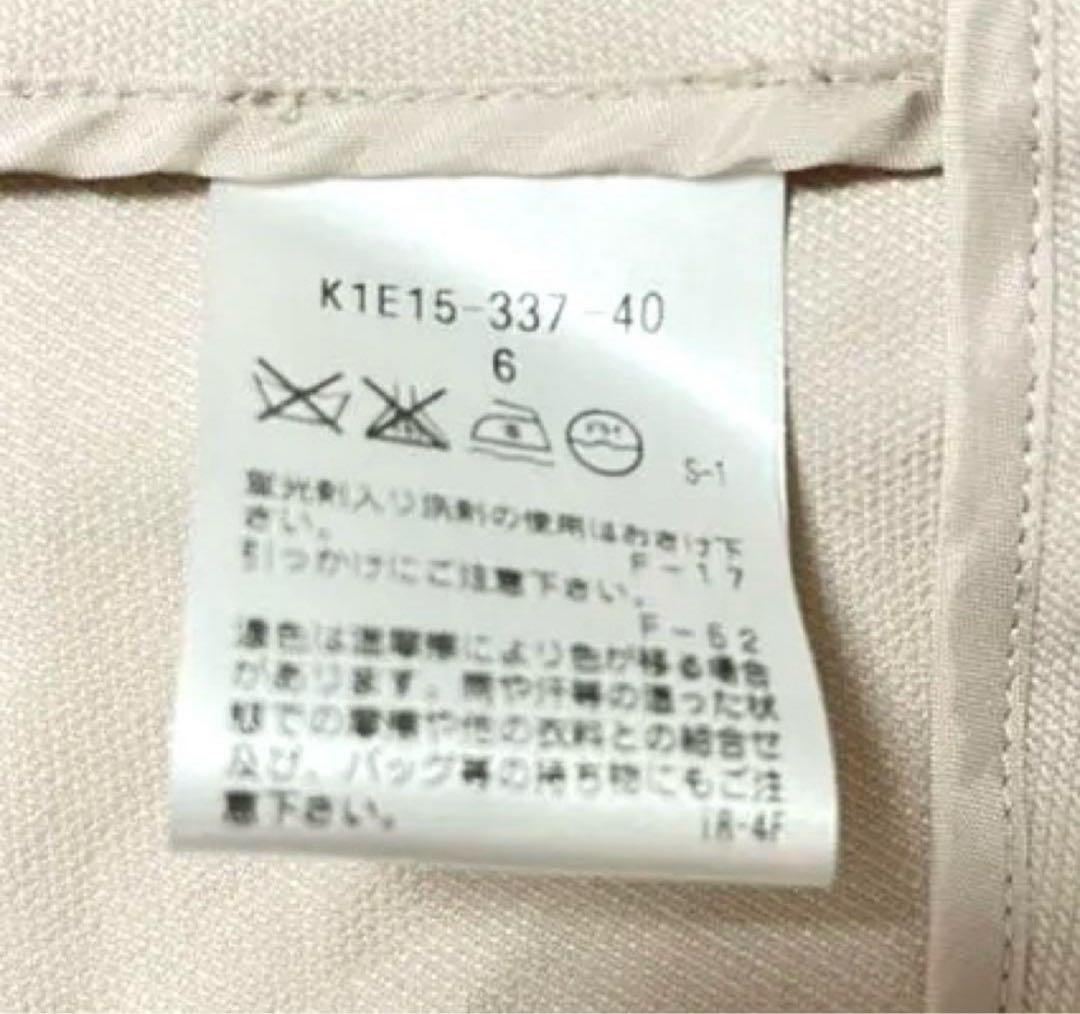 K1E15-337-40
6
S-1
蛍光剤入り洗剤の使用はおさけ下
さい。
F-17
引っかけにご注意下さい。
F-52
濃色は湿摩擦により色が移る場合
があります。雨や汗等の湿った状
態での摩擦や他の衣料との組合せ
及び、バッグ等の持ち物にもご注
意下さい。